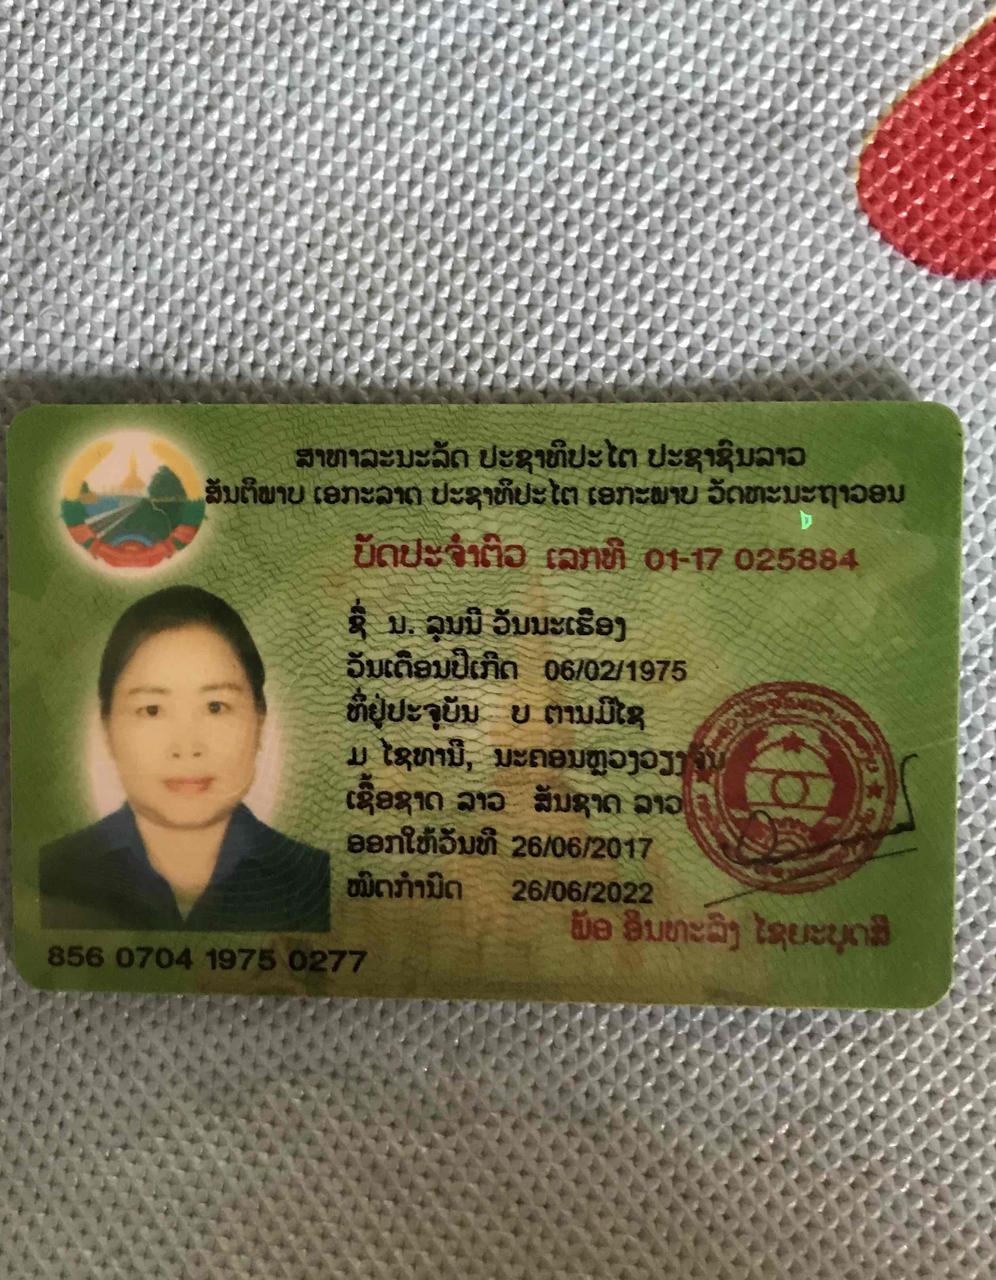 ສາທາລະນະລັດ ປະຊາທິປະໄຕ ປະຊາຊົນລາວ
ສັນຕິພາບ ເອກະລາດ ປະຊາທິປະໄຕ ເອກະພາບ ວັດທະນະຖາວອນ
ບັດປະຈຳຕົວ ເລກທີ 01-17 025884
ຊື່ ນ. ລຸນນີ ວັນນະເຮືອງ
ວັນເດືອນປີເກີດ 06/02/1975
ທີ່ຢູ່ປະຈຸບັນ ບ ຕານມີໄຊ
ມ ໄຊທານີ, ນະຄອນຫຼວງວຽງຈັນ
ເຊື້ອຊາດ ລາວ ສັນຊາດ ລາວ
ອອກໃຫ້ວັນທີ 26/06/2017
ໝົດກຳນົດ 26/06/2022
ພັອ ອິນທະລົງ ໄຊຍະບຸດສີ
856 0704 1975 0277